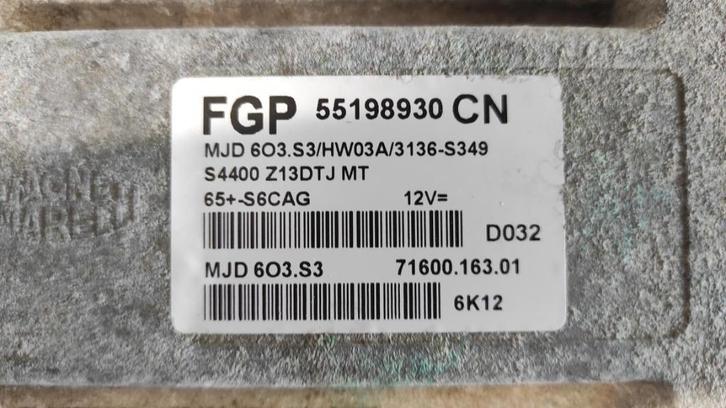 FGP 55198930 CN
MJD 6O3.S3/HW03A/3136-S349
S4400 Z13DTJ MT
65+-S6CAG 12V=
D032
MJD 6O3.S3 71600.163.01
6K12